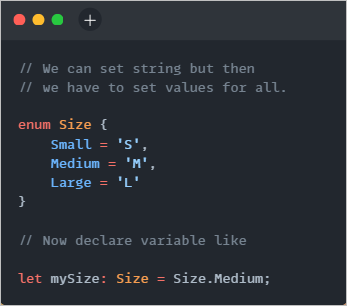 // We can set string but then
// we have to set values for all.
enum Size {
    Small = 'S',
    Medium = 'M',
    Large = 'L'
}
// Now declare variable like
let mySize: Size = Size.Medium;